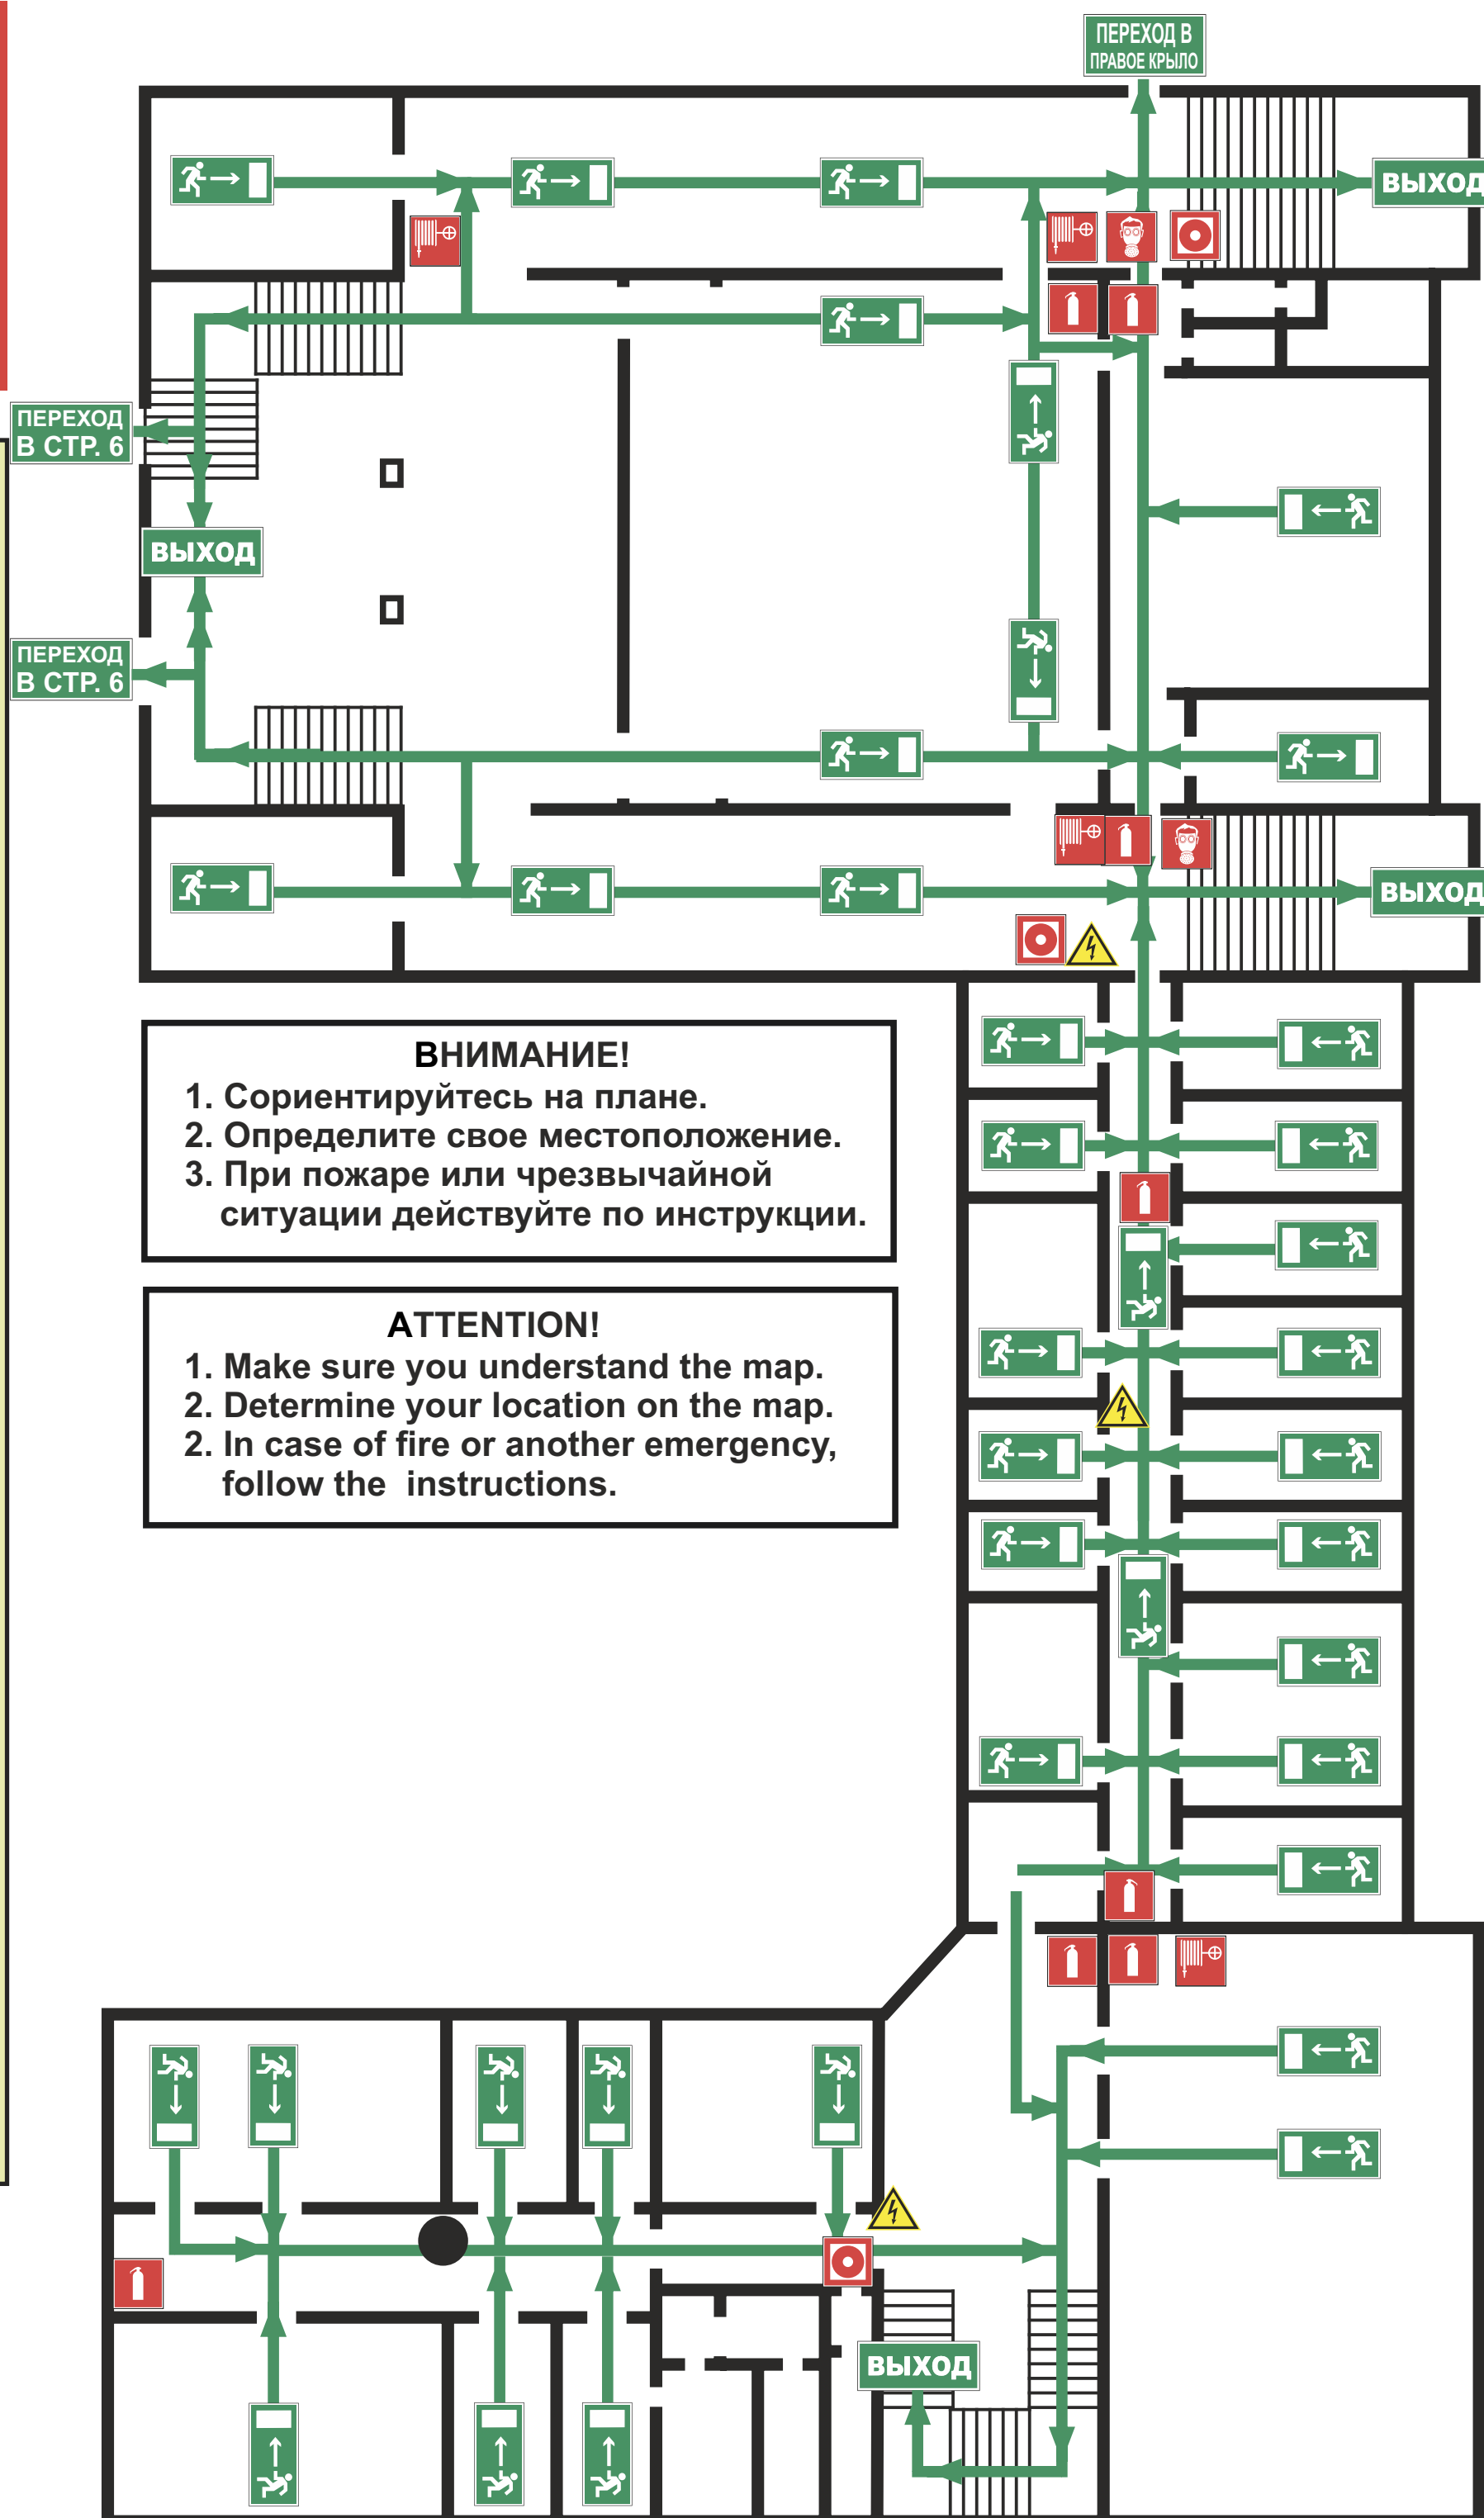 ПЕРЕХОД В
ПРАВОЕ КРЫЛО
ВЫХОД
ПЕРЕХОД
В СТР. 6
ВЫХОД
ПЕРЕХОД
В СТР. 6
ВЫХОД
ВНИМАНИЕ!
1. Сориентируйтесь на плане.
2. Определите свое местоположение.
3. При пожаре или чрезвычайной
ситуации действуйте по инструкции.
ATTENTION!
1. Make sure you understand the map.
2. Determine your location on the map.
2. In case of fire or another emergency,
follow the instructions.
ВЫХОД